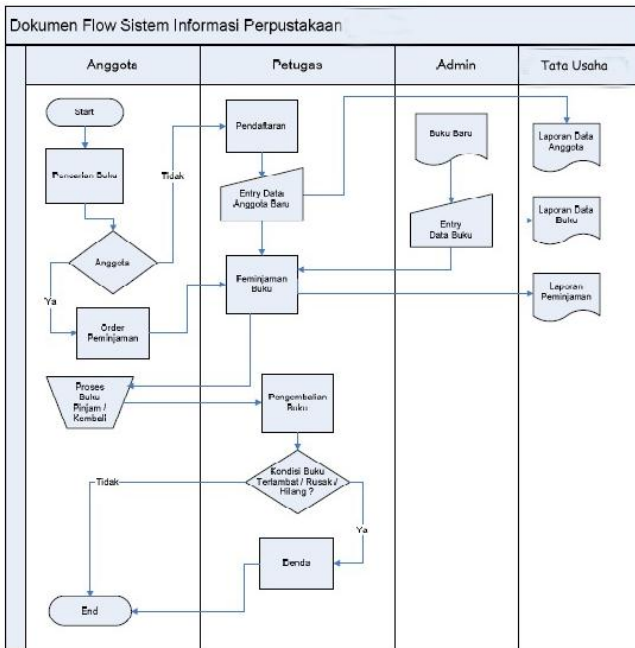 Dokumen Flow Sistem Informasi Perpustakaan
Anggota
Petugas
Admin
Tata Usaha
Start
Pencarian Buku
Anggota
Tidak
Ya
Order
Peminjaman
Proses
Buku
Pinjam /
Kembali
Tidak
End
Pendaftaran
Entry Data
Anggota Baru
Peminjaman
Buku
Pengembalian
Buku
Kondisi Buku
Terlambat / Rusak /
Hilang ?
Ya
Denda
Buku Baru
Entry
Data Buku
Laporan Data
Anggota
Laporan Data
Buku
Laporan
Peminjaman